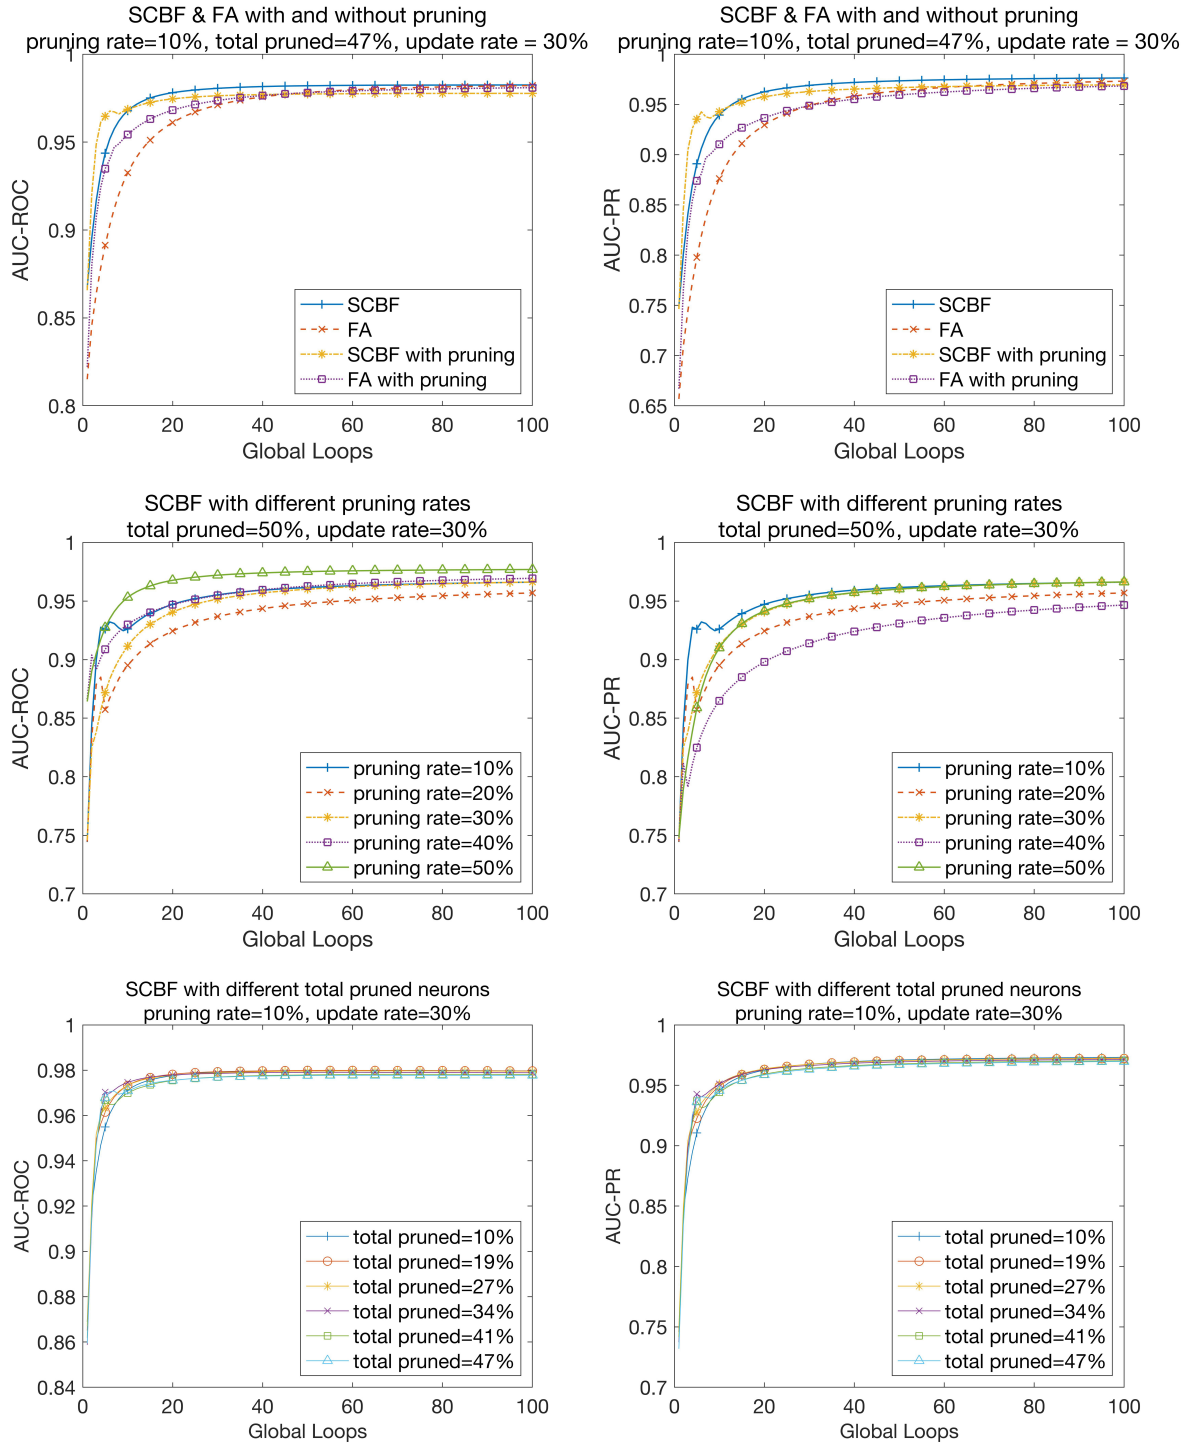 SCBF & FA with and without pruning
pruning rate=10%, total pruned=47%, update rate = 30%
1
0.95
0.9
0.85
0.8
AUC-ROC
0 20 40 60 80 100
Global Loops
SCBF
FA
SCBF with pruning
FA with pruning
SCBF & FA with and without pruning
pruning rate=10%, total pruned=47%, update rate = 30%
1
0.95
0.9
0.85
0.8
0.75
0.7
0.65
AUC-PR
0 20 40 60 80 100
Global Loops
SCBF
FA
SCBF with pruning
FA with pruning
SCBF with different pruning rates
total pruned=50%, update rate=30%
1
0.95
0.9
0.85
0.8
0.75
0.7
AUC-ROC
0 20 40 60 80 100
Global Loops
pruning rate=10%
pruning rate=20%
pruning rate=30%
pruning rate=40%
pruning rate=50%
SCBF with different pruning rates
total pruned=50%, update rate=30%
1
0.95
0.9
0.85
0.8
0.75
0.7
AUC-PR
0 20 40 60 80 100
Global Loops
pruning rate=10%
pruning rate=20%
pruning rate=30%
pruning rate=40%
pruning rate=50%
SCBF with different total pruned neurons
pruning rate=10%, update rate=30%
1
0.98
0.96
0.94
0.92
0.9
0.88
0.86
0.84
AUC-ROC
0 20 40 60 80 100
Global Loops
total pruned=10%
total pruned=19%
total pruned=27%
total pruned=34%
total pruned=41%
total pruned=47%
SCBF with different total pruned neurons
pruning rate=10%, update rate=30%
1
0.95
0.9
0.85
0.8
0.75
0.7
AUC-PR
0 20 40 60 80 100
Global Loops
total pruned=10%
total pruned=19%
total pruned=27%
total pruned=34%
total pruned=41%
total pruned=47%